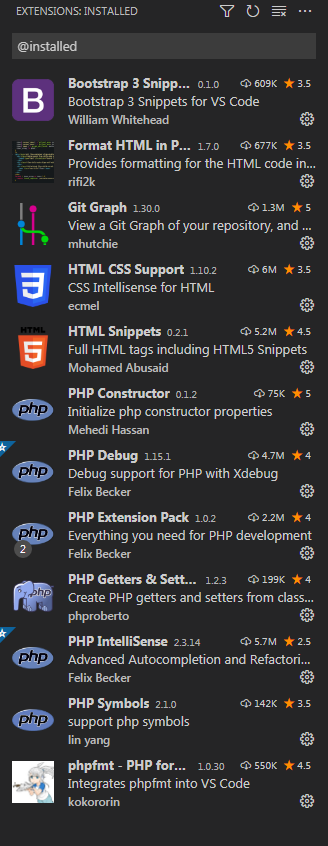 EXTENSIONS: INSTALLED
@installed
B
Bootstrap 3 Snipp... 0.1.0 609K 3.5
Bootstrap 3 Snippets for VS Code
William Whitehead
Format HTML in P... 1.7.0 677K 3.5
Provides formatting for the HTML code in...
rifi2k
Git Graph 1.30.0 1.3M 5
View a Git Graph of your repository, and ...
mhutchie
HTML CSS Support 1.10.2 6M 3.5
CSS Intellisense for HTML
ecmel
HTML
5
HTML Snippets 0.2.1 5.2M 4.5
Full HTML tags including HTML5 Snippets
Mohamed Abusaid
php
PHP Constructor 0.1.2 75K 5
Initialize php constructor properties
Mehedi Hassan
php
PHP Debug 1.15.1 4.7M 4
Debug support for PHP with Xdebug
Felix Becker
php
2
PHP Extension Pack 1.0.2 2.2M 4
Everything you need for PHP development
Felix Becker
php
PHP Getters & Sett... 1.2.3 199K 4
Create PHP getters and setters from class...
phproberto
php
PHP IntelliSense 2.3.14 5.7M 2.5
Advanced Autocompletion and Refactori...
Felix Becker
php
PHP Symbols 2.1.0 142K 3.5
support php symbols
lin yang
phpfmt - PHP for... 1.0.30 550K 4.5
Integrates phpfmt into VS Code
kokororin